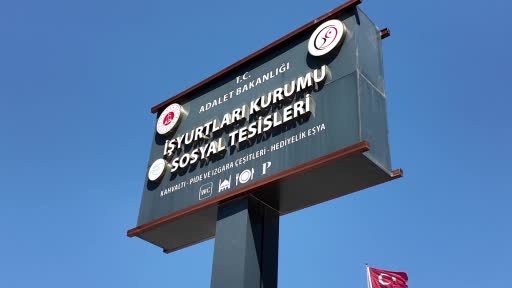 T.C.
ADALET BAKANLIĞI
İŞYURTLARI KURUMU
SOSYAL TESİSLERİ
KAHVALTI - PİDE VE IZGARA ÇEŞİTLERİ - HEDİYELİK EŞYA
WC P